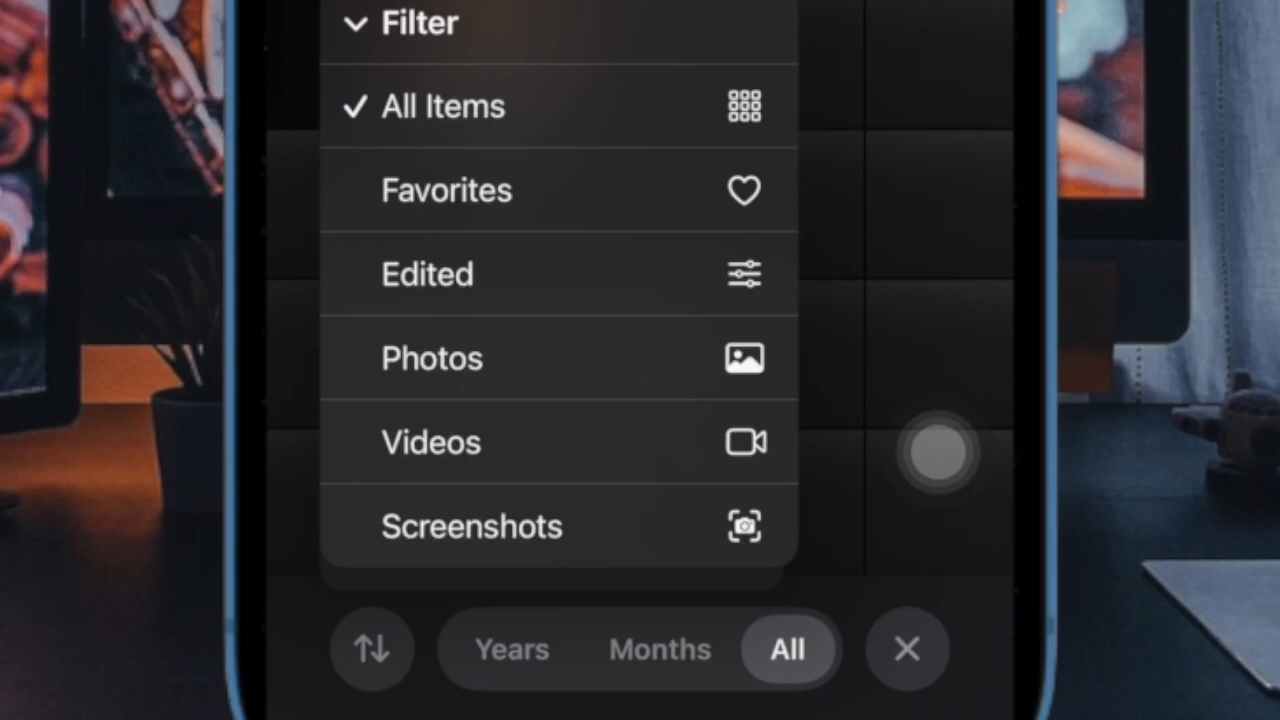 Filter
All Items
Favorites
Edited
Photos
Videos
Screenshots
Years Months All